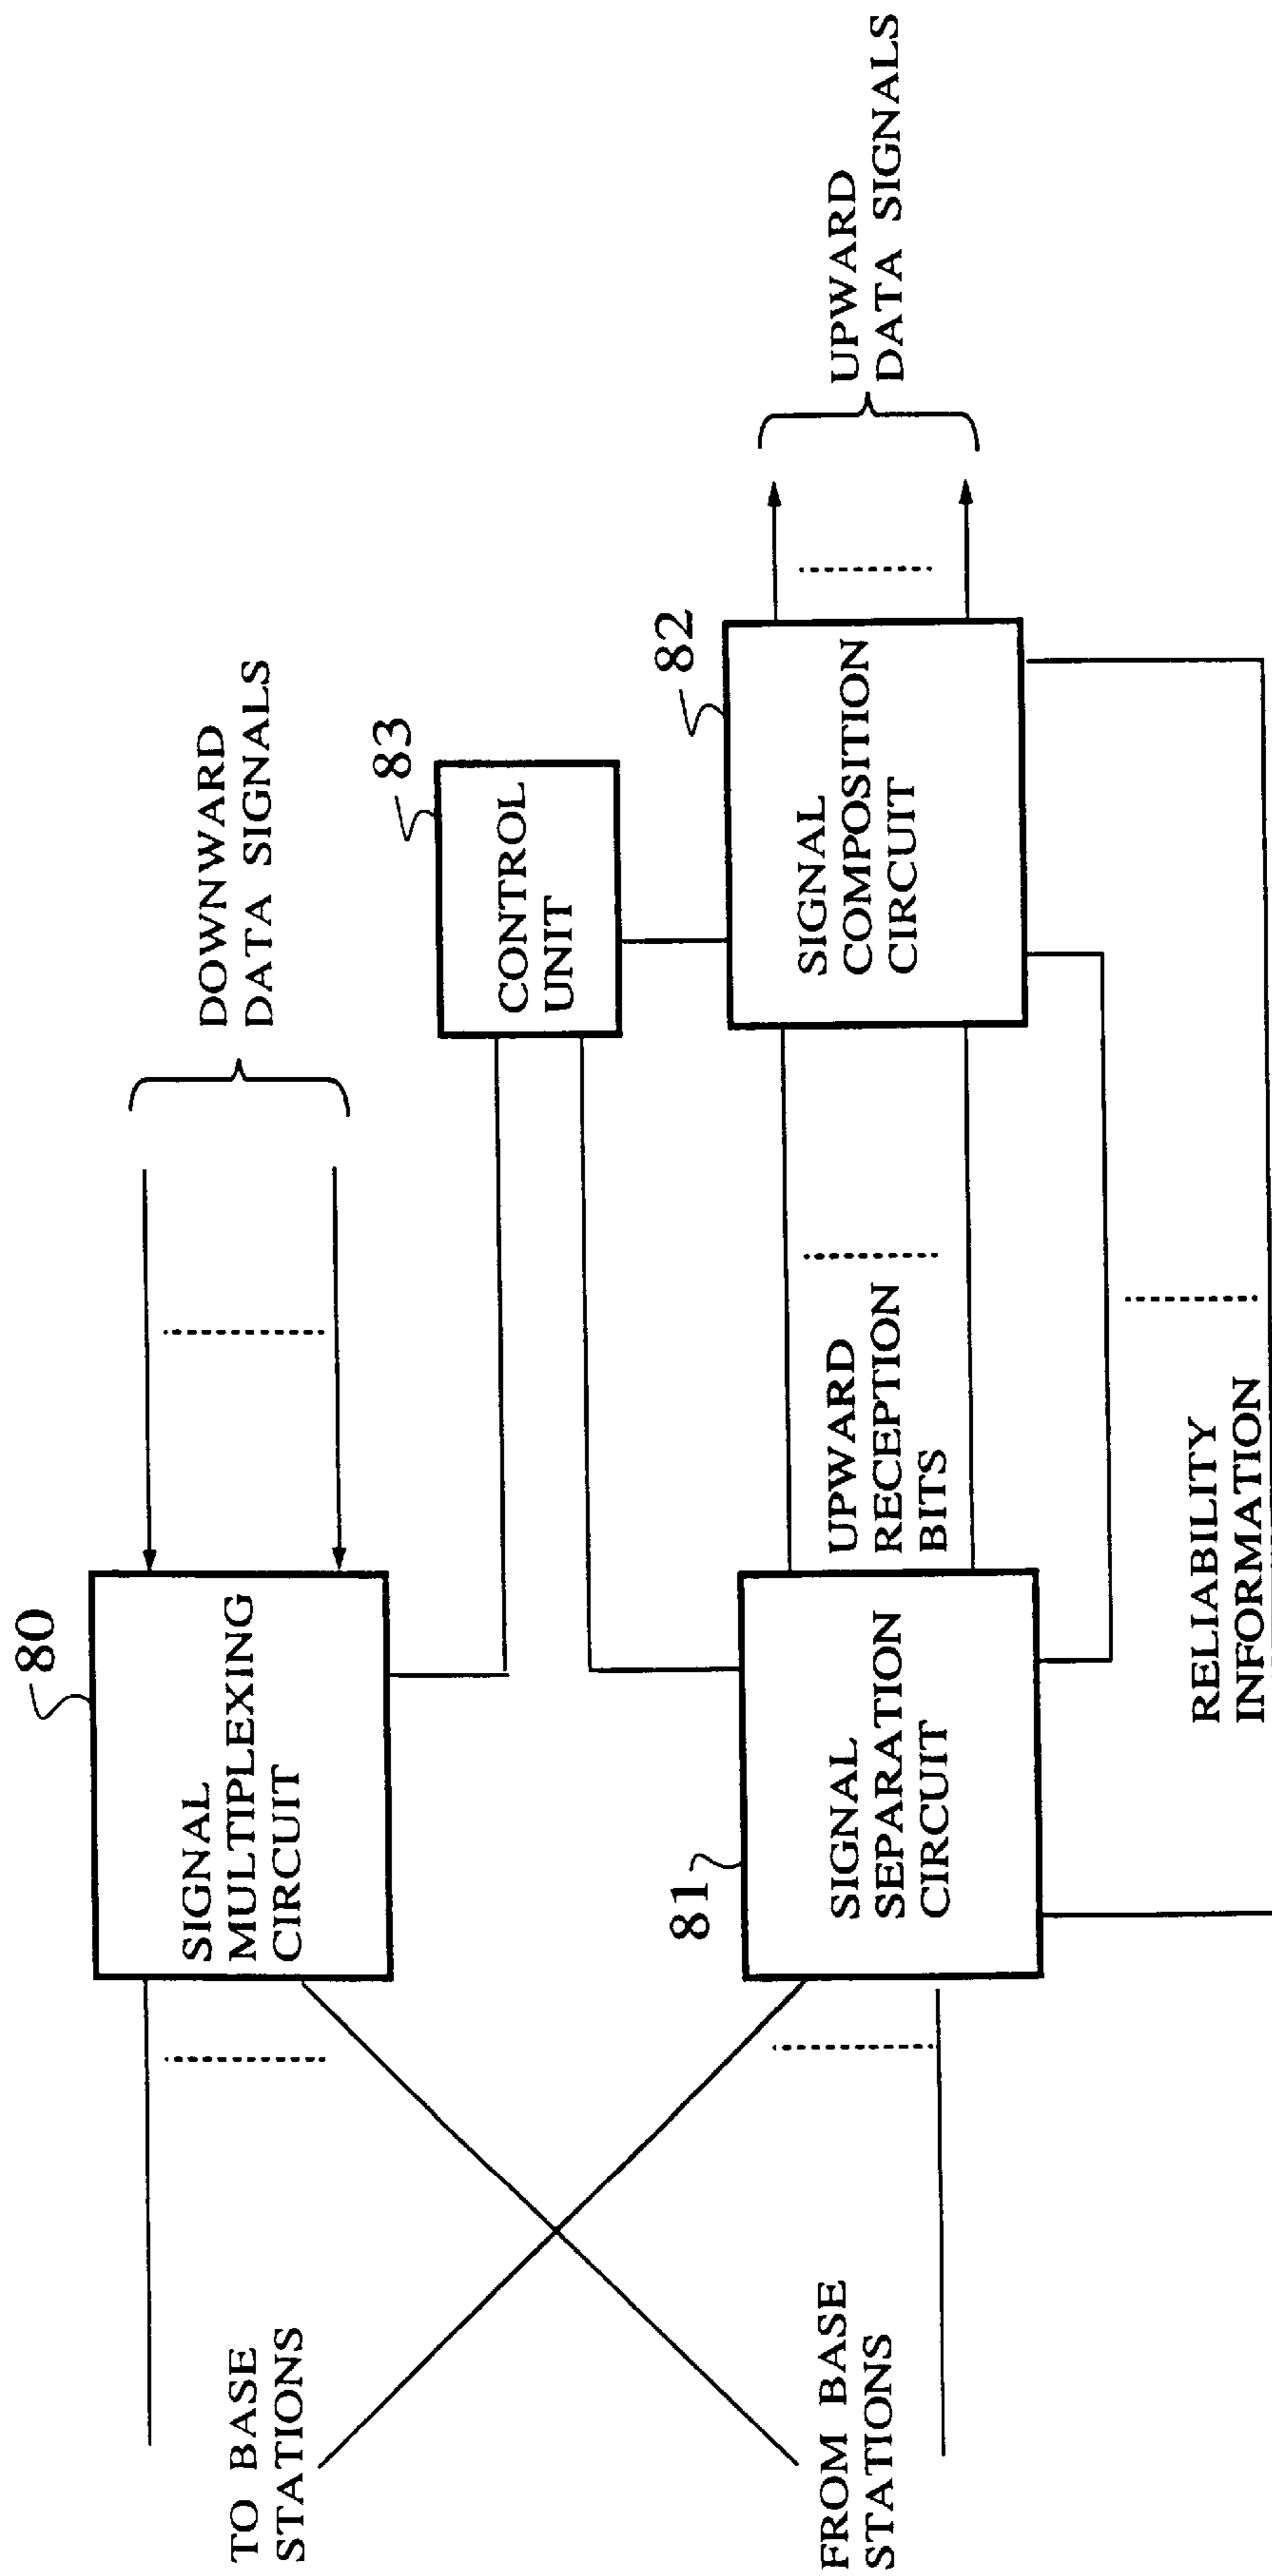 DOWNWARD
DATA SIGNALS
80
SIGNAL
MULTIPLEXING
CIRCUIT
TO BASE
STATIONS
83
CONTROL
UNIT
81
SIGNAL
SEPARATION
CIRCUIT
UPWARD
RECEPTION
BITS
82
SIGNAL
COMPOSITION
CIRCUIT
UPWARD
DATA SIGNALS
FROM BASE
STATIONS
RELIABILITY
INFORMATION